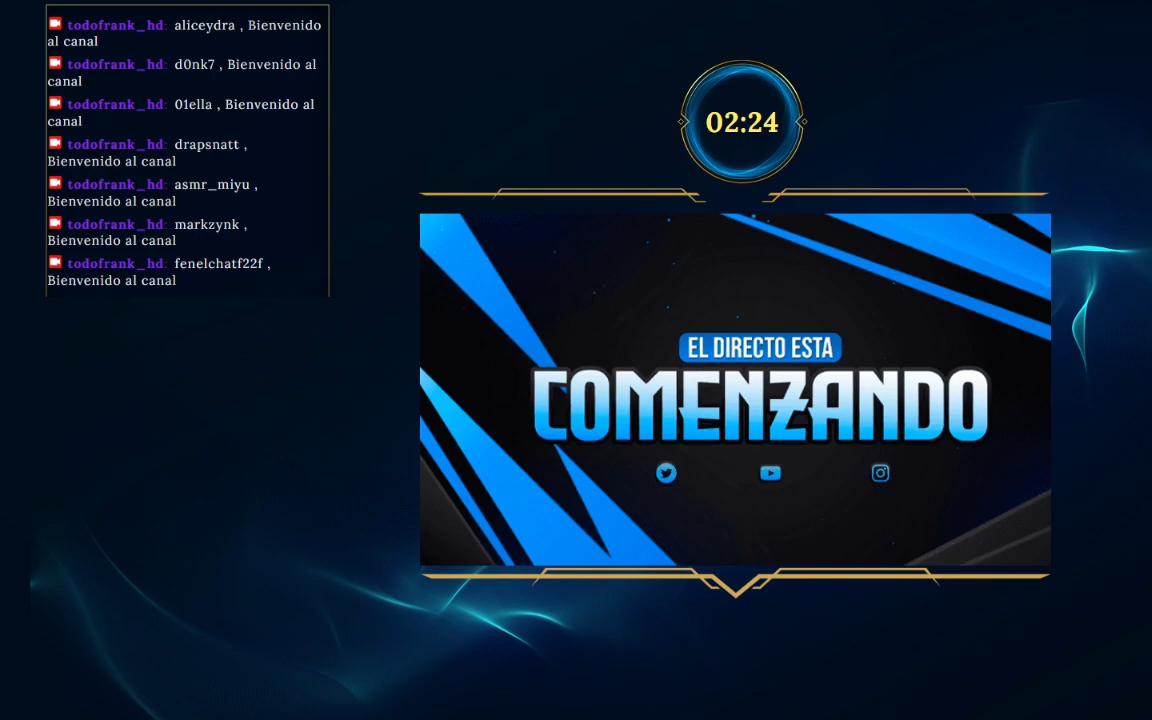 todofrank_hd: aliceydra , Bienvenido
al canal
todofrank_hd: d0nk7 , Bienvenido al
canal
todofrank_hd: 01ella , Bienvenido al
canal
todofrank_hd: drapsnatt ,
Bienvenido al canal
todofrank_hd: asmr_miyu ,
Bienvenido al canal
todofrank_hd: markzynk ,
Bienvenido al canal
todofrank_hd: fenelchatf22f ,
Bienvenido al canal
02:24
EL DIRECTO ESTA
COMENZANDO